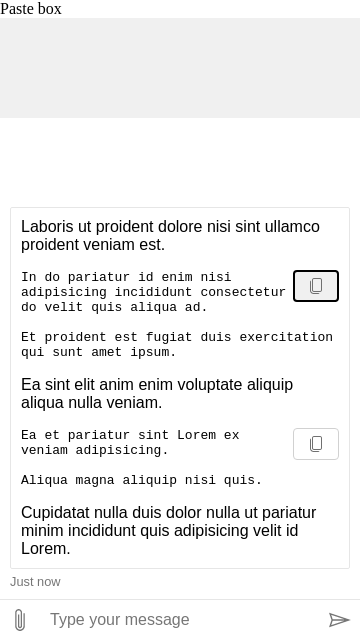 Paste box
Laboris ut proident dolore nisi sint ullamco
proident veniam est.
In do pariatur id enim nisi
adipisicing incididunt consectetur
do velit quis aliqua ad.
Et proident est fugiat duis exercitation
qui sunt amet ipsum.
Ea sint elit anim enim voluptate aliquip
aliqua nulla veniam.
Ea et pariatur sint Lorem ex
veniam adipisicing.
Aliqua magna aliquip nisi quis.
Cupidatat nulla duis dolor nulla ut pariatur
minim incididunt quis adipisicing velit id
Lorem.
Just now
Type your message